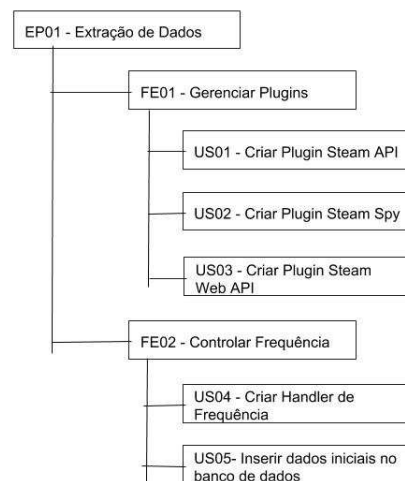 EP01 - Extração de Dados
FE01 - Gerenciar Plugins
US01 - Criar Plugin Steam API
US02 - Criar Plugin Steam Spy
US03 - Criar Plugin Steam
Web API
FE02 - Controlar Frequência
US04 - Criar Handler de
Frequência
US05- Inserir dados iniciais no
banco de dados